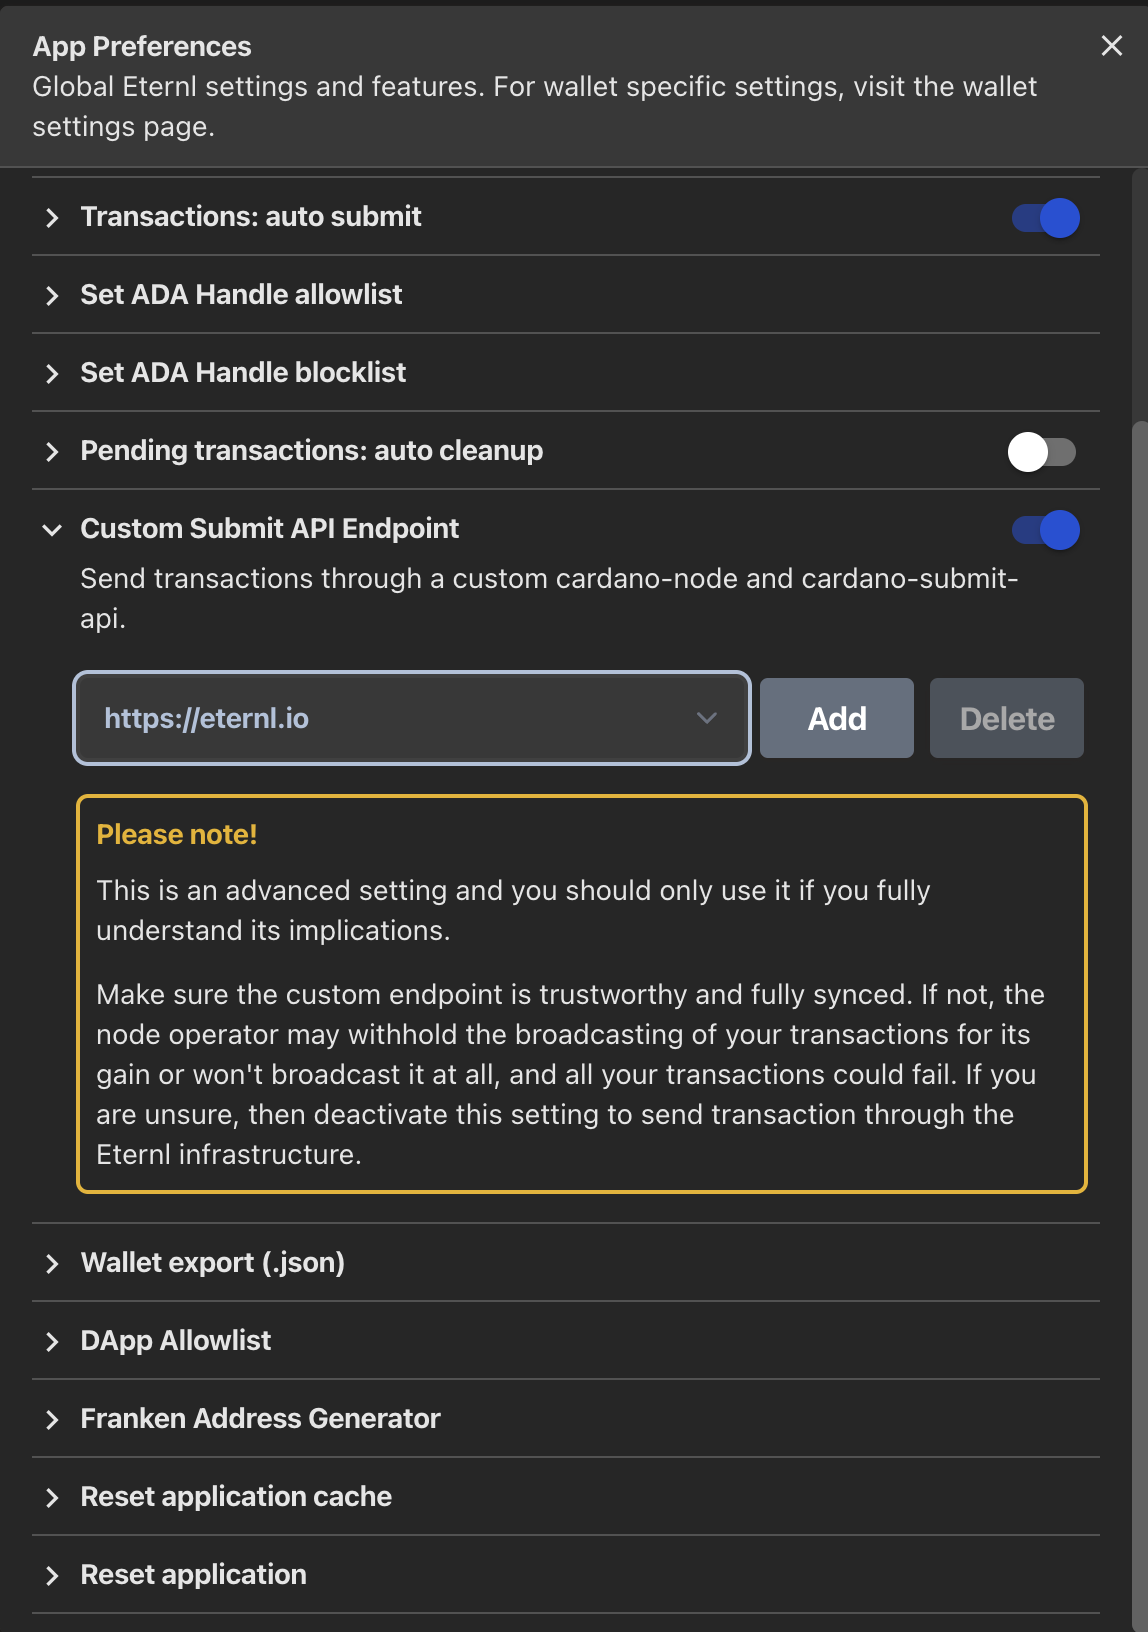 App Preferences
Global Eternl settings and features. For wallet specific settings, visit the wallet
settings page.
Transactions: auto submit
Set ADA Handle allowlist
Set ADA Handle blocklist
Pending transactions: auto cleanup
Custom Submit API Endpoint
Send transactions through a custom cardano-node and cardano-submit-
api.
https://eternl.io
Add
Delete
Please note!
This is an advanced setting and you should only use it if you fully
understand its implications.
Make sure the custom endpoint is trustworthy and fully synced. If not, the
node operator may withhold the broadcasting of your transactions for its
gain or won't broadcast it at all, and all your transactions could fail. If you
are unsure, then deactivate this setting to send transaction through the
Eternl infrastructure.
Wallet export (.json)
DApp Allowlist
Franken Address Generator
Reset application cache
Reset application